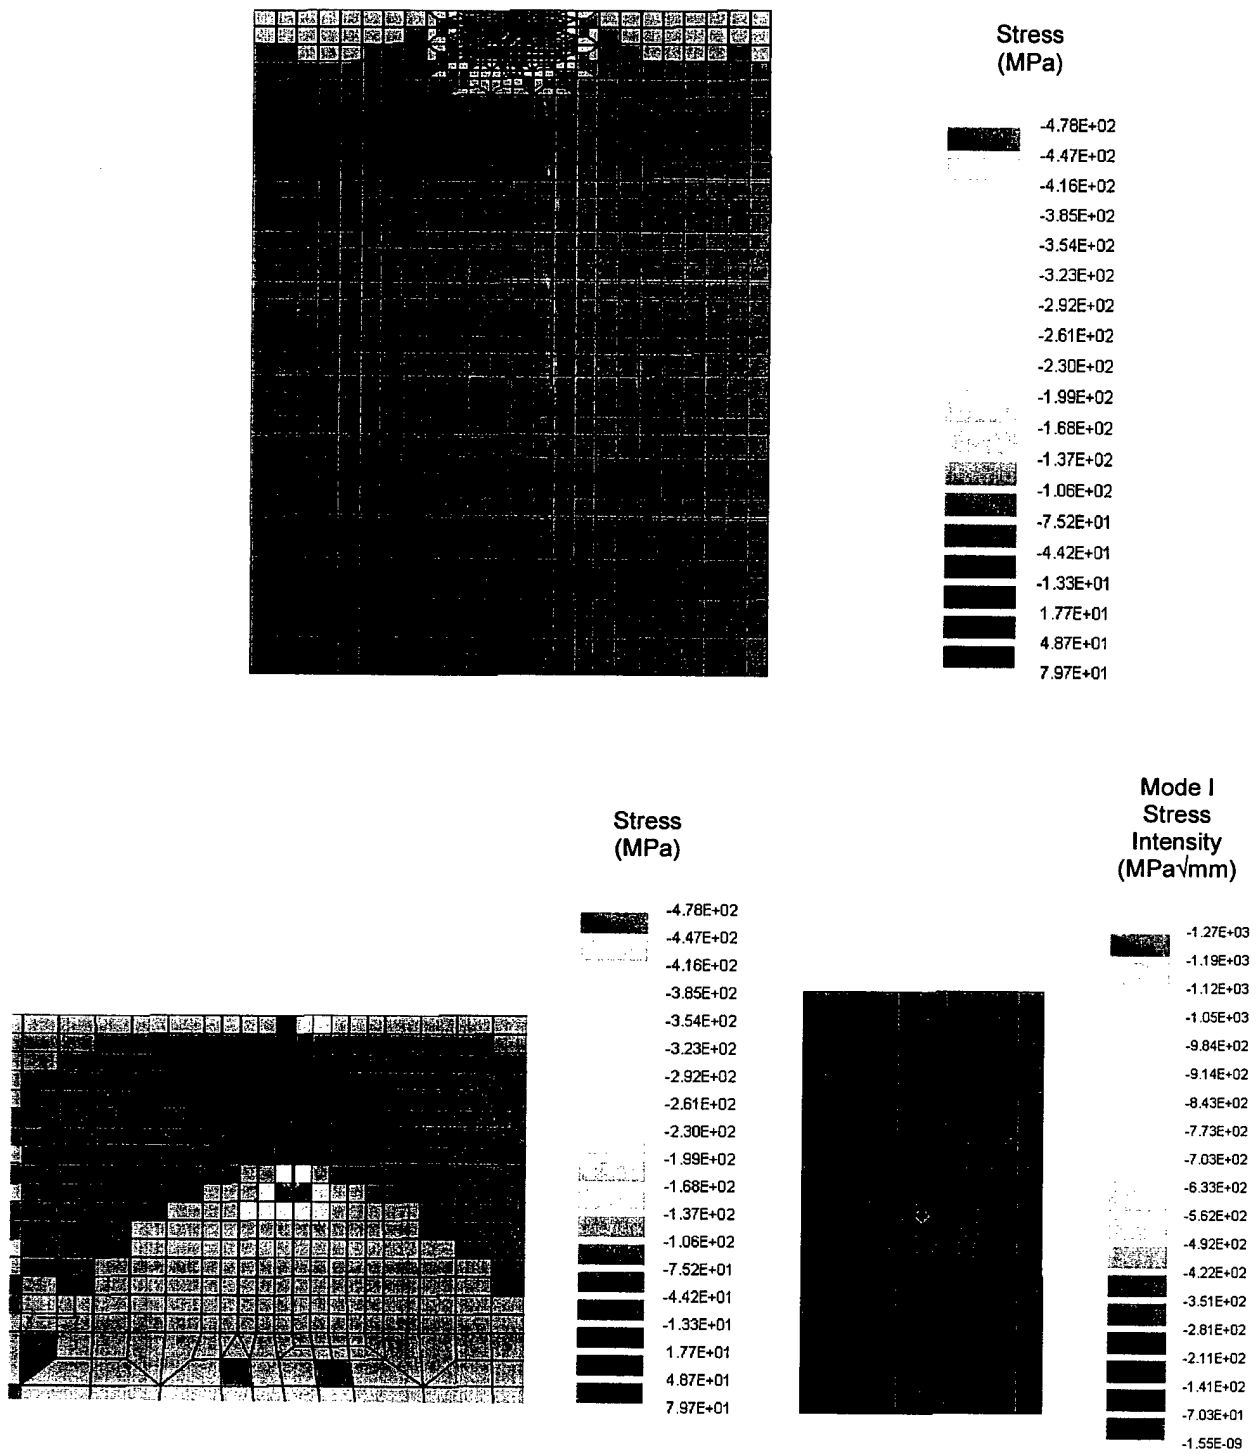 Stress
(MPa)
-4.78E+02
-4.47E+02
-4.16E+02
-3.85E+02
-3.54E+02
-3.23E+02
-2.92E+02
-2.61E+02
-2.30E+02
-1.99E+02
-1.68E+02
-1.37E+02
-1.06E+02
-7.52E+01
-4.42E+01
-1.33E+01
1.77E+01
4.87E+01
7.97E+01
Stress
(MPa)
-4.78E+02
-4.47E+02
-4.16E+02
-3.85E+02
-3.54E+02
-3.23E+02
-2.92E+02
-2.61E+02
-2.30E+02
-1.99E+02
-1.68E+02
-1.37E+02
-1.06E+02
-7.52E+01
-4.42E+01
-1.33E+01
1.77E+01
4.87E+01
7.97E+01
Mode I
Stress
Intensity
(MPa√mm)
-1.27E+03
-1.19E+03
-1.12E+03
-1.05E+03
-9.84E+02
-9.14E+02
-8.43E+02
-7.73E+02
-7.03E+02
-6.33E+02
-5.62E+02
-4.92E+02
-4.22E+02
-3.51E+02
-2.81E+02
-2.11E+02
-1.41E+02
-7.03E+01
-1.55E-09